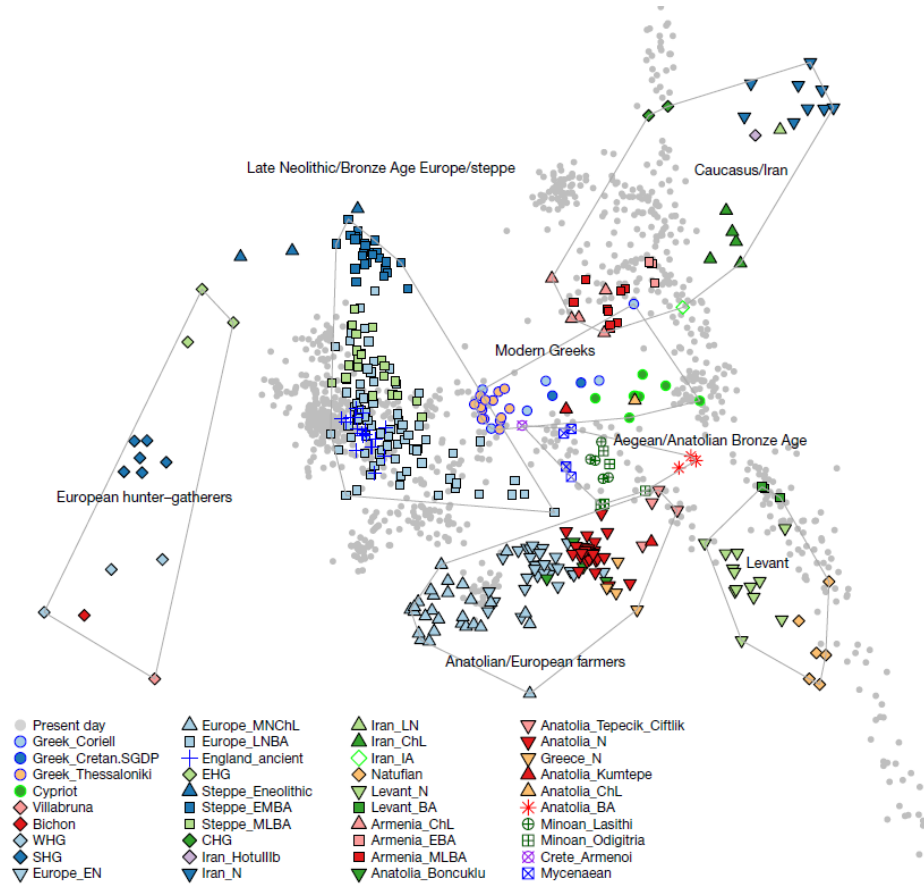 Late Neolithic/Bronze Age Europe/steppe
Caucasus/Iran
Modern Greeks
Aegean/Anatolian Bronze Age
European hunter–gatherers
Levant
Anatolian/European farmers
Present day
Greek_Coriell
Greek_Cretan.SGDP
Greek_Thessaloniki
Cypriot
Villabruna
Bichon
WHG
SHG
Europe_EN
Europe_MNChL
Europe_LNBA
England_ancient
EHG
Steppe_Eneolithic
Steppe_EMBA
Steppe_MLBA
CHG
Iran_HotuIIIb
Iran_N
Iran_LN
Iran_ChL
Iran_IA
Natufian
Levant_N
Levant_BA
Armenia_ChL
Armenia_EBA
Armenia_MLBA
Anatolia_Boncuklu
Anatolia_Tepecik_Ciftlik
Anatolia_N
Greece_N
Anatolia_Kumtepe
Anatolia_ChL
Anatolia_BA
Minoan_Lasithi
Minoan_Odigitria
Crete_Armenoi
Mycenaean